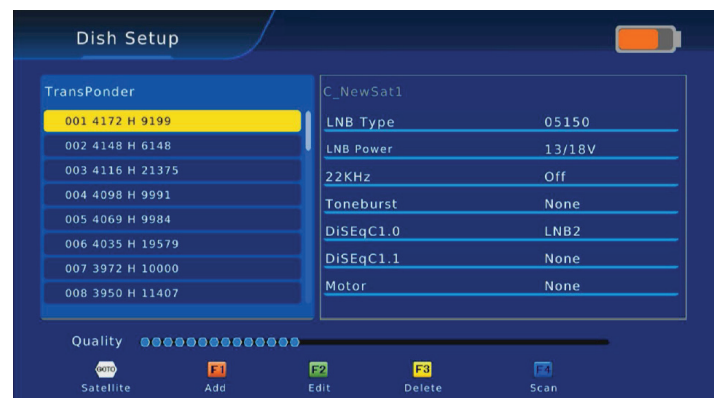 Dish Setup
TransPonder
001 4172 H 9199
002 4148 H 6148
003 4116 H 21375
004 4098 H 9991
005 4069 H 9984
006 4035 H 19579
007 3972 H 10000
008 3950 H 11407
C_NewSat1
LNB Type 05150
LNB Power 13/18V
22KHz Off
Toneburst None
DiSEqC1.0 LNB2
DiSEqC1.1 None
Motor None
Quality
GOTO F1 F2 F3 F4
Satellite Add Edit Delete Scan